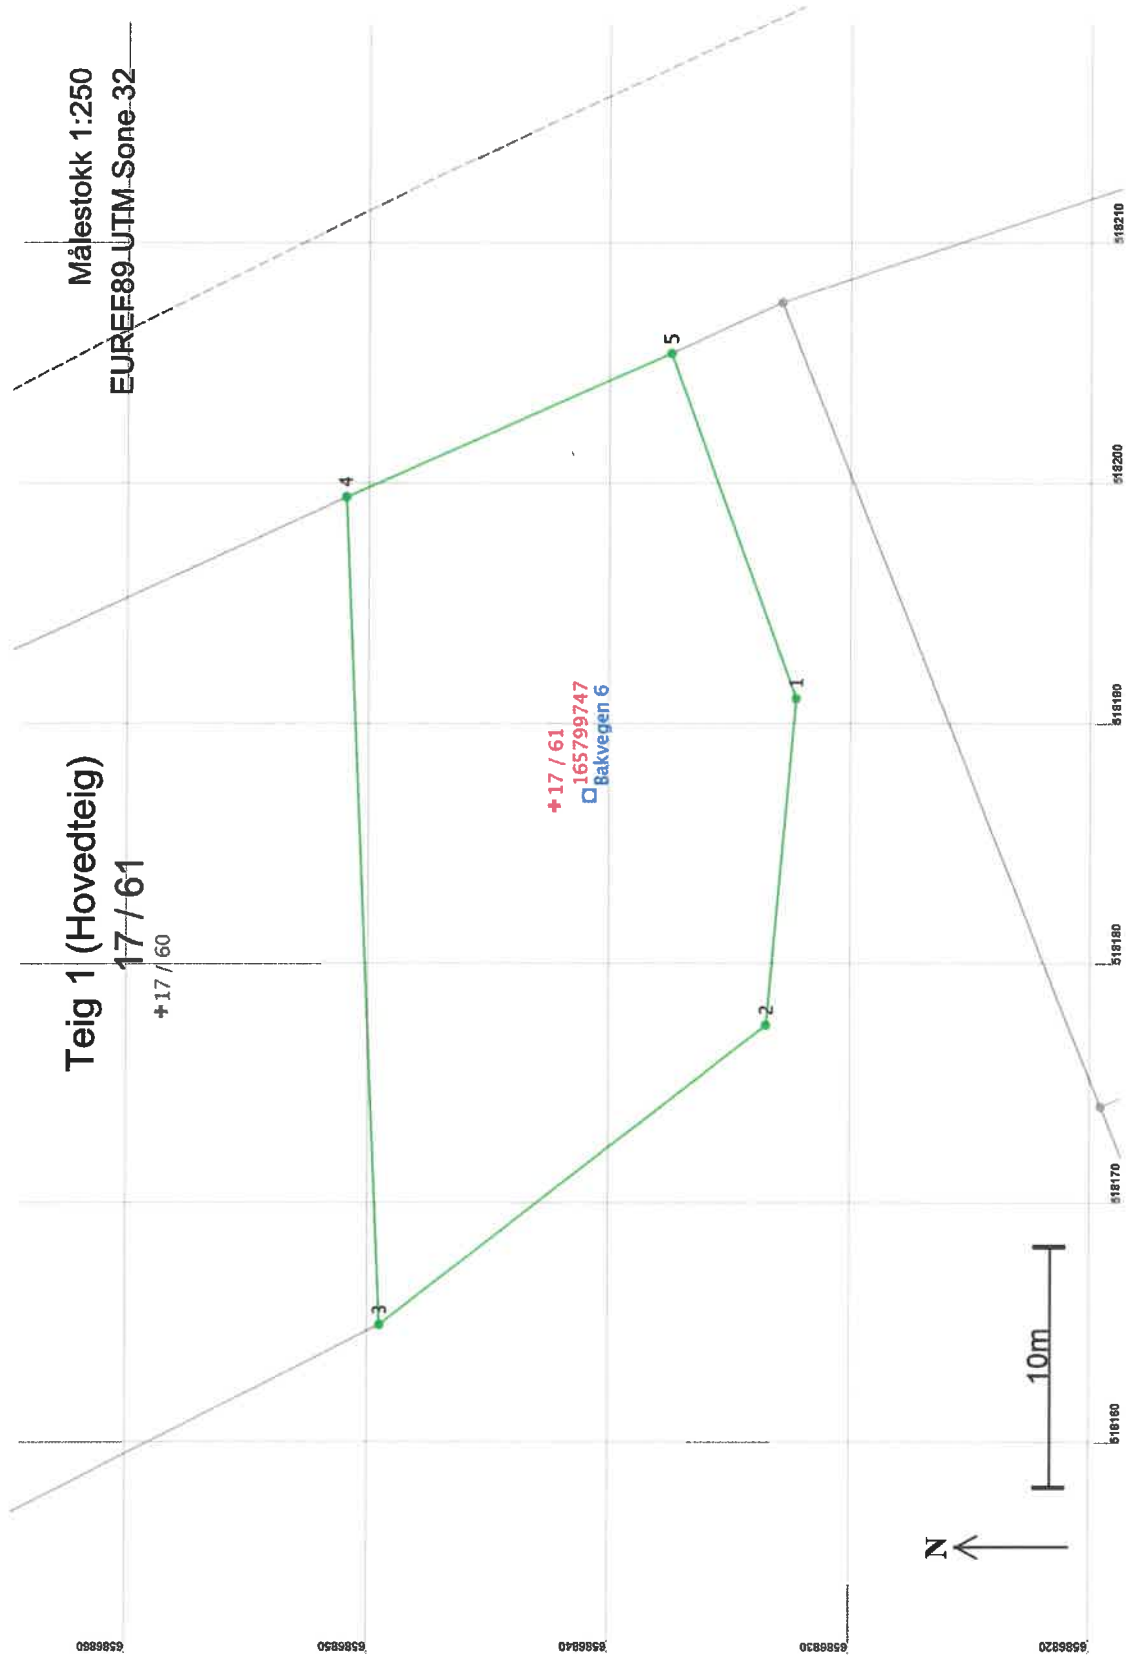 Målestokk 1:250
EUREF89 UTM Sone 32
Teig 1 (Hovedteig)
17 / 61
+17 / 60
4
3
5
+17 / 61
165799747
Bakvegen 6
1
2
N
10m
6586860
6586850
6586840
6586830
6586820
518160
518170
518180
518190
518200
518210